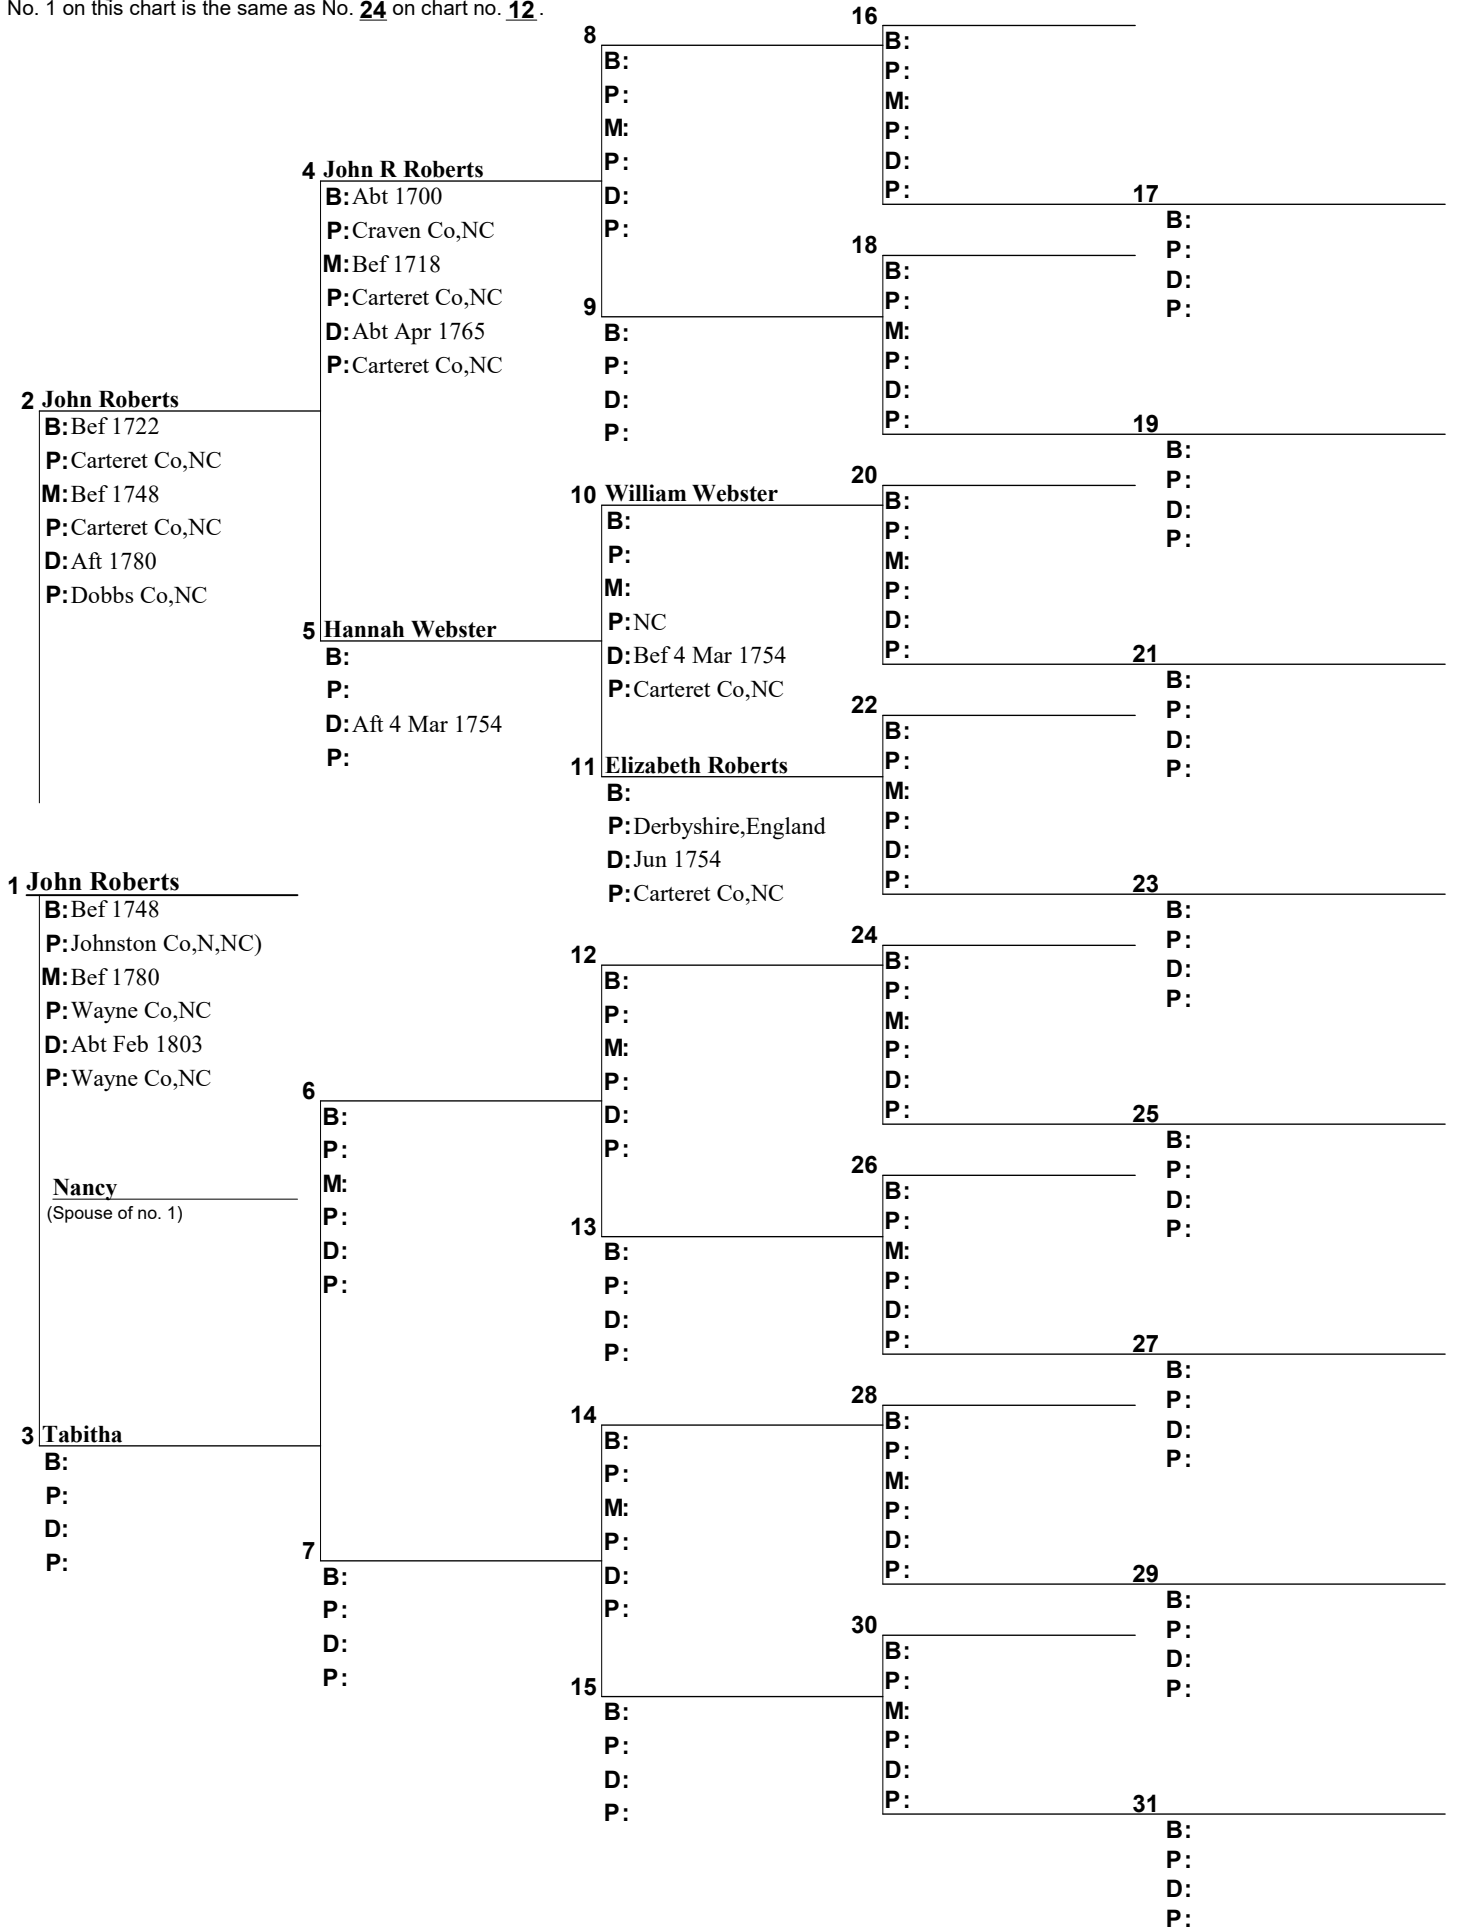 No. 1 on this chart is the same as No. 24 on chart no. 12.
16
B:
P:
M:
P:
D:
P:
8
B:
P:
M:
P:
D:
P:
4 John R Roberts
B: Abt 1700
P: Craven Co,NC
M: Bef 1718
P: Carteret Co,NC
D: Abt Apr 1765
P: Carteret Co,NC
17
B:
P:
D:
P:
18
B:
P:
M:
P:
D:
P:
9
B:
P:
D:
P:
2 John Roberts
B: Bef 1722
P: Carteret Co,NC
M: Bef 1748
P: Carteret Co,NC
D: Aft 1780
P: Dobbs Co,NC
19
B:
P:
D:
P:
20
B:
P:
M:
P:
D:
P:
10 William Webster
B:
P:
M:
P: NC
D: Bef 4 Mar 1754
P: Carteret Co,NC
5 Hannah Webster
B:
P:
D: Aft 4 Mar 1754
P:
21
B:
P:
D:
P:
22
B:
P:
M:
P:
D:
P:
11 Elizabeth Roberts
B:
P: Derbyshire,England
D: Jun 1754
P: Carteret Co,NC
23
B:
P:
D:
P:
1 John Roberts
B: Bef 1748
P: Johnston Co,N,NC)
M: Bef 1780
P: Wayne Co,NC
D: Abt Feb 1803
P: Wayne Co,NC
Nancy
(Spouse of no. 1)
24
B:
P:
M:
P:
D:
P:
12
B:
P:
M:
P:
D:
P:
6
B:
P:
M:
P:
D:
P:
25
B:
P:
D:
P:
26
B:
P:
M:
P:
D:
P:
13
B:
P:
D:
P:
27
B:
P:
D:
P:
3 Tabitha
B:
P:
D:
P:
28
B:
P:
M:
P:
D:
P:
14
B:
P:
M:
P:
D:
P:
7
B:
P:
D:
P:
29
B:
P:
D:
P:
30
B:
P:
M:
P:
D:
P:
15
B:
P:
D:
P:
31
B:
P:
D:
P: